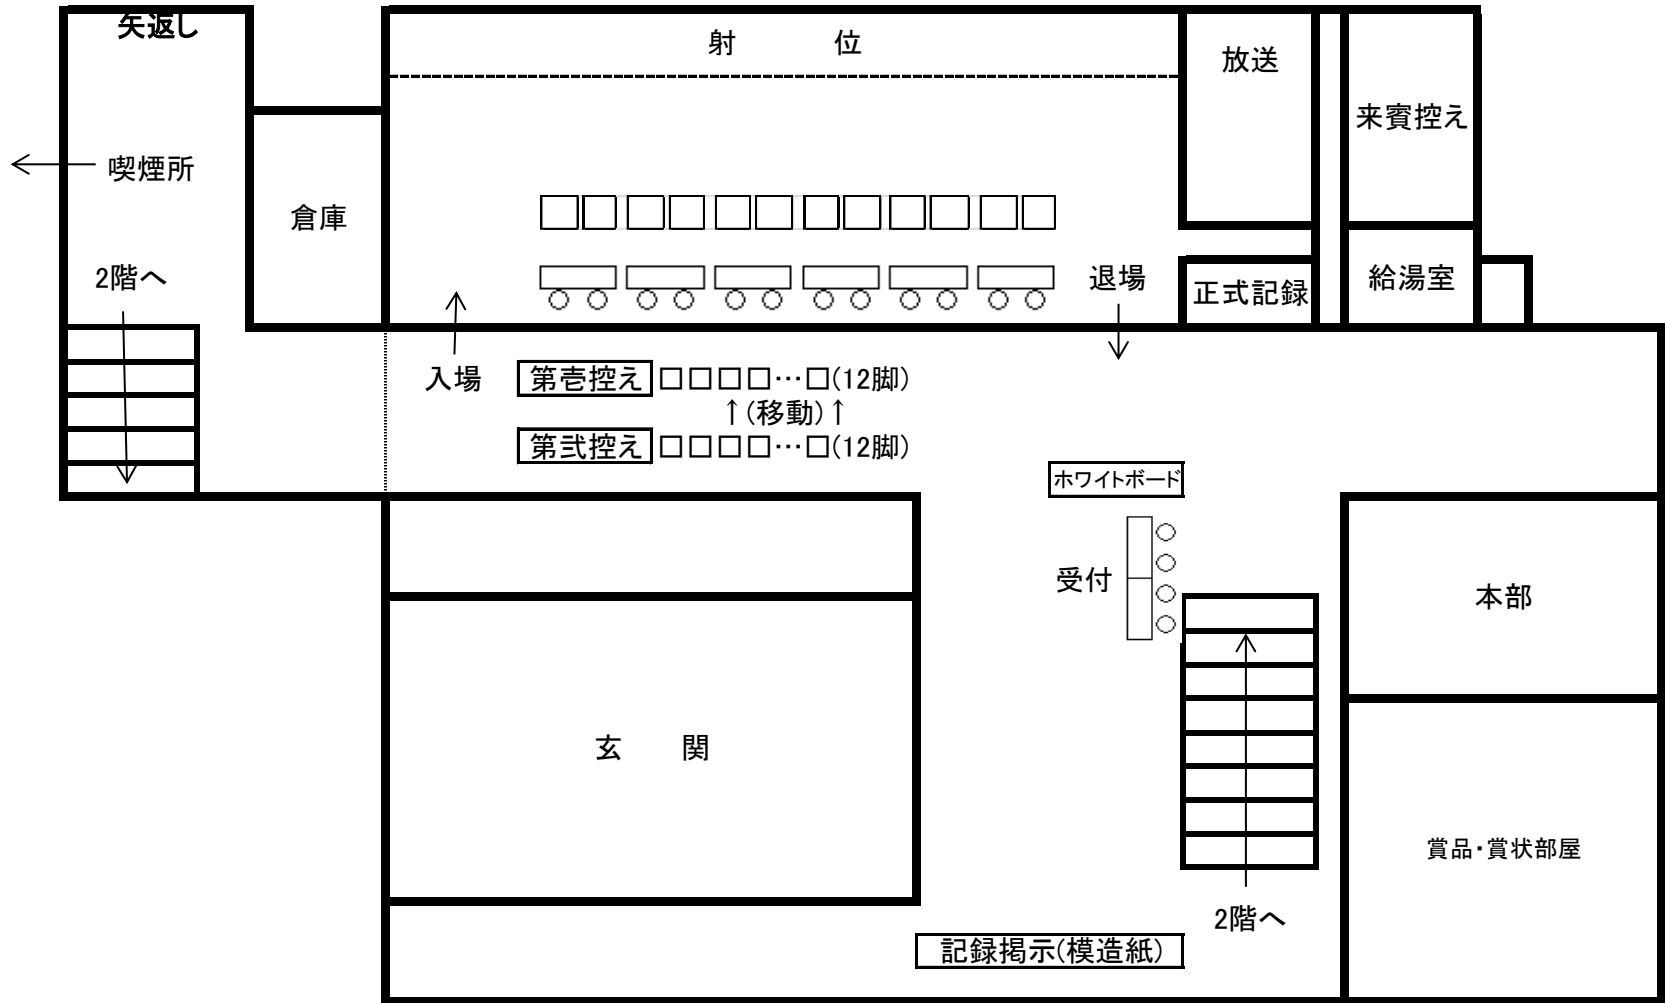 矢返し
射　位
放送
来賓控え
喫煙所
倉庫
2階へ
退場
正式記録
給湯室
入場
第壱控え □□□□…□(12脚)
↑(移動)↑
第弐控え □□□□…□(12脚)
ホワイトボード
受付
本部
玄　関
賞品・賞状部屋
2階へ
記録掲示(模造紙)